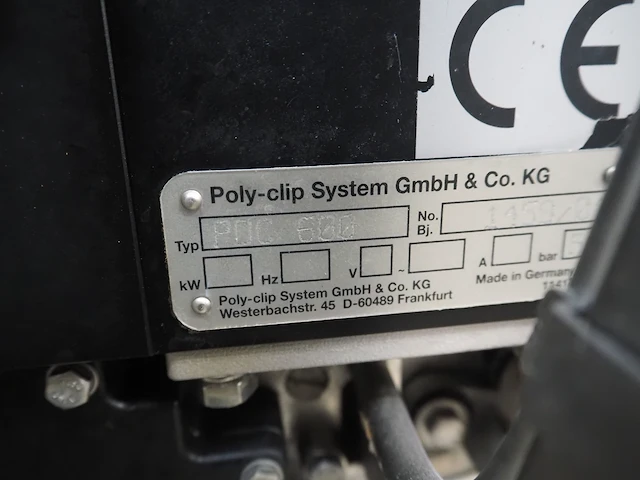 CE
Poly-clip System GmbH & Co. KG
Typ PDC 600 No. Bj.
kW Hz V ~ A bar
Poly-clip System GmbH & Co. KG
Made in Germany
Westerbachstr. 45 D-60489 Frankfurt